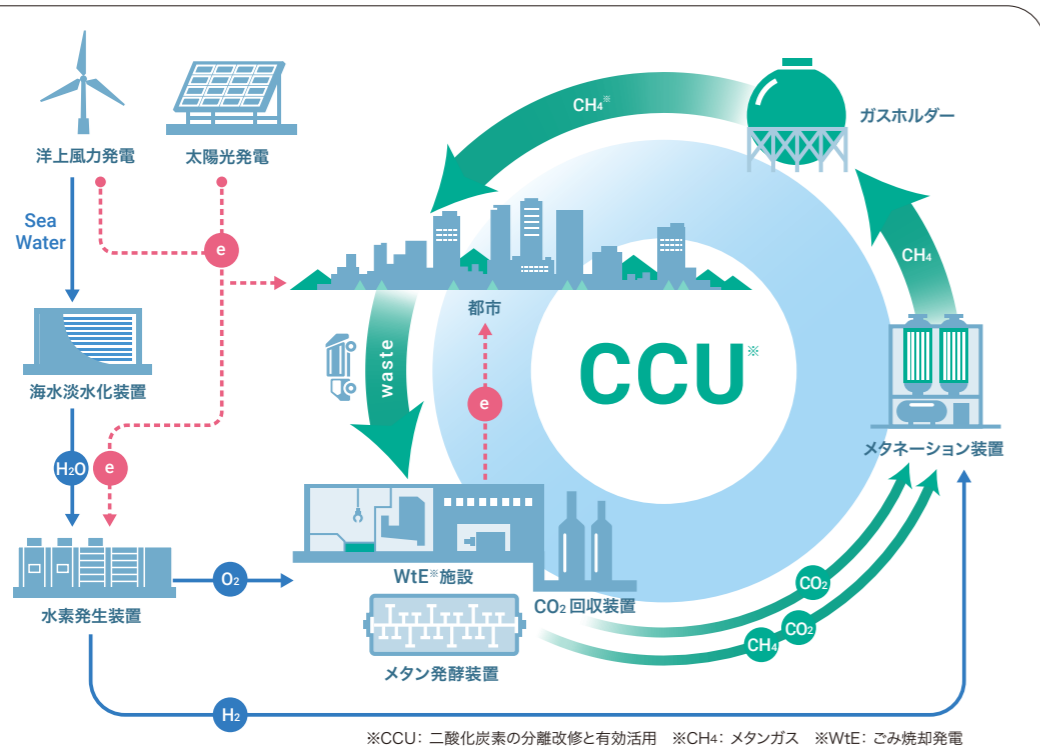 洋上風力発電
太陽光発電
Sea
Water
e
海水淡水化装置
H₂O
e
水素発生装置
O₂
H₂
CH₄※
ガスホルダー
CH₄
都市
waste
e
CCU※
メタネーション装置
WtE※施設
CO₂回収装置
メタン発酵装置
CO₂
CH₄
CO₂
※CCU: 二酸化炭素の分離改修と有効活用 ※CH₄: メタンガス ※WtE: ごみ焼却発電